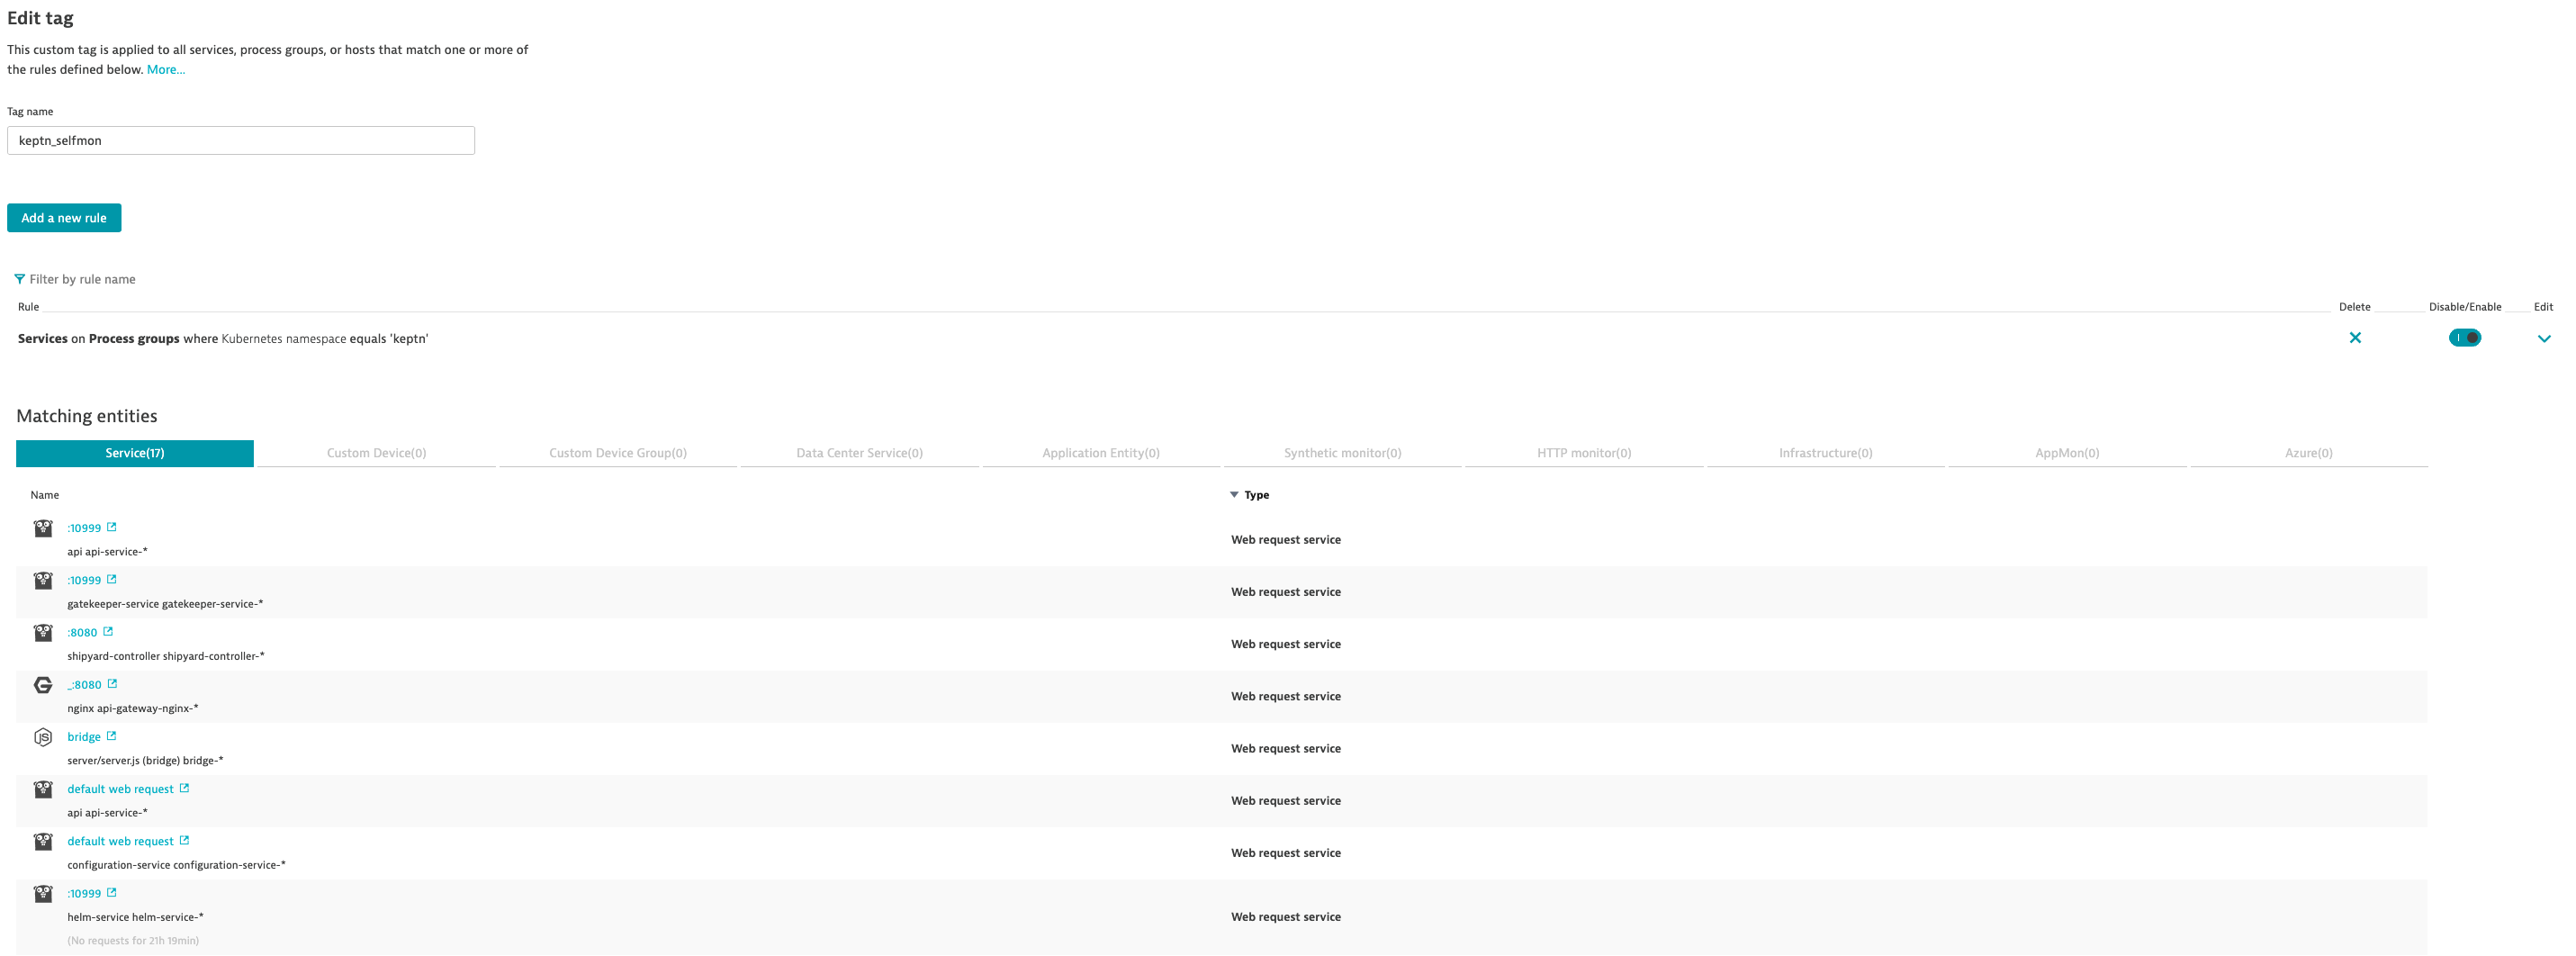 Edit tag
This custom tag is applied to all services, process groups, or hosts that match one or more of
the rules defined below. More...
Tag name
keptn_selfmon
Add a new rule
Filter by rule name
Rule Delete Disable/Enable Edit
Services on Process groups where Kubernetes namespace equals 'keptn'
Matching entities
Service(17) Custom Device(0) Custom Device Group(0) Data Center Service(0) Application Entity(0) Synthetic monitor(0) HTTP monitor(0) Infrastructure(0) AppMon(0) Azure(0)
Name Type
:10999
api api-service-*
Web request service
:10999
gatekeeper-service gatekeeper-service-*
Web request service
:8080
shipyard-controller shipyard-controller-*
Web request service
_:8080
nginx api-gateway-nginx-*
Web request service
bridge
server/server.js (bridge) bridge-*
Web request service
default web request
api api-service-*
Web request service
default web request
configuration-service configuration-service-*
Web request service
:10999
helm-service helm-service-*
Web request service
(No requests for 21h 19min)